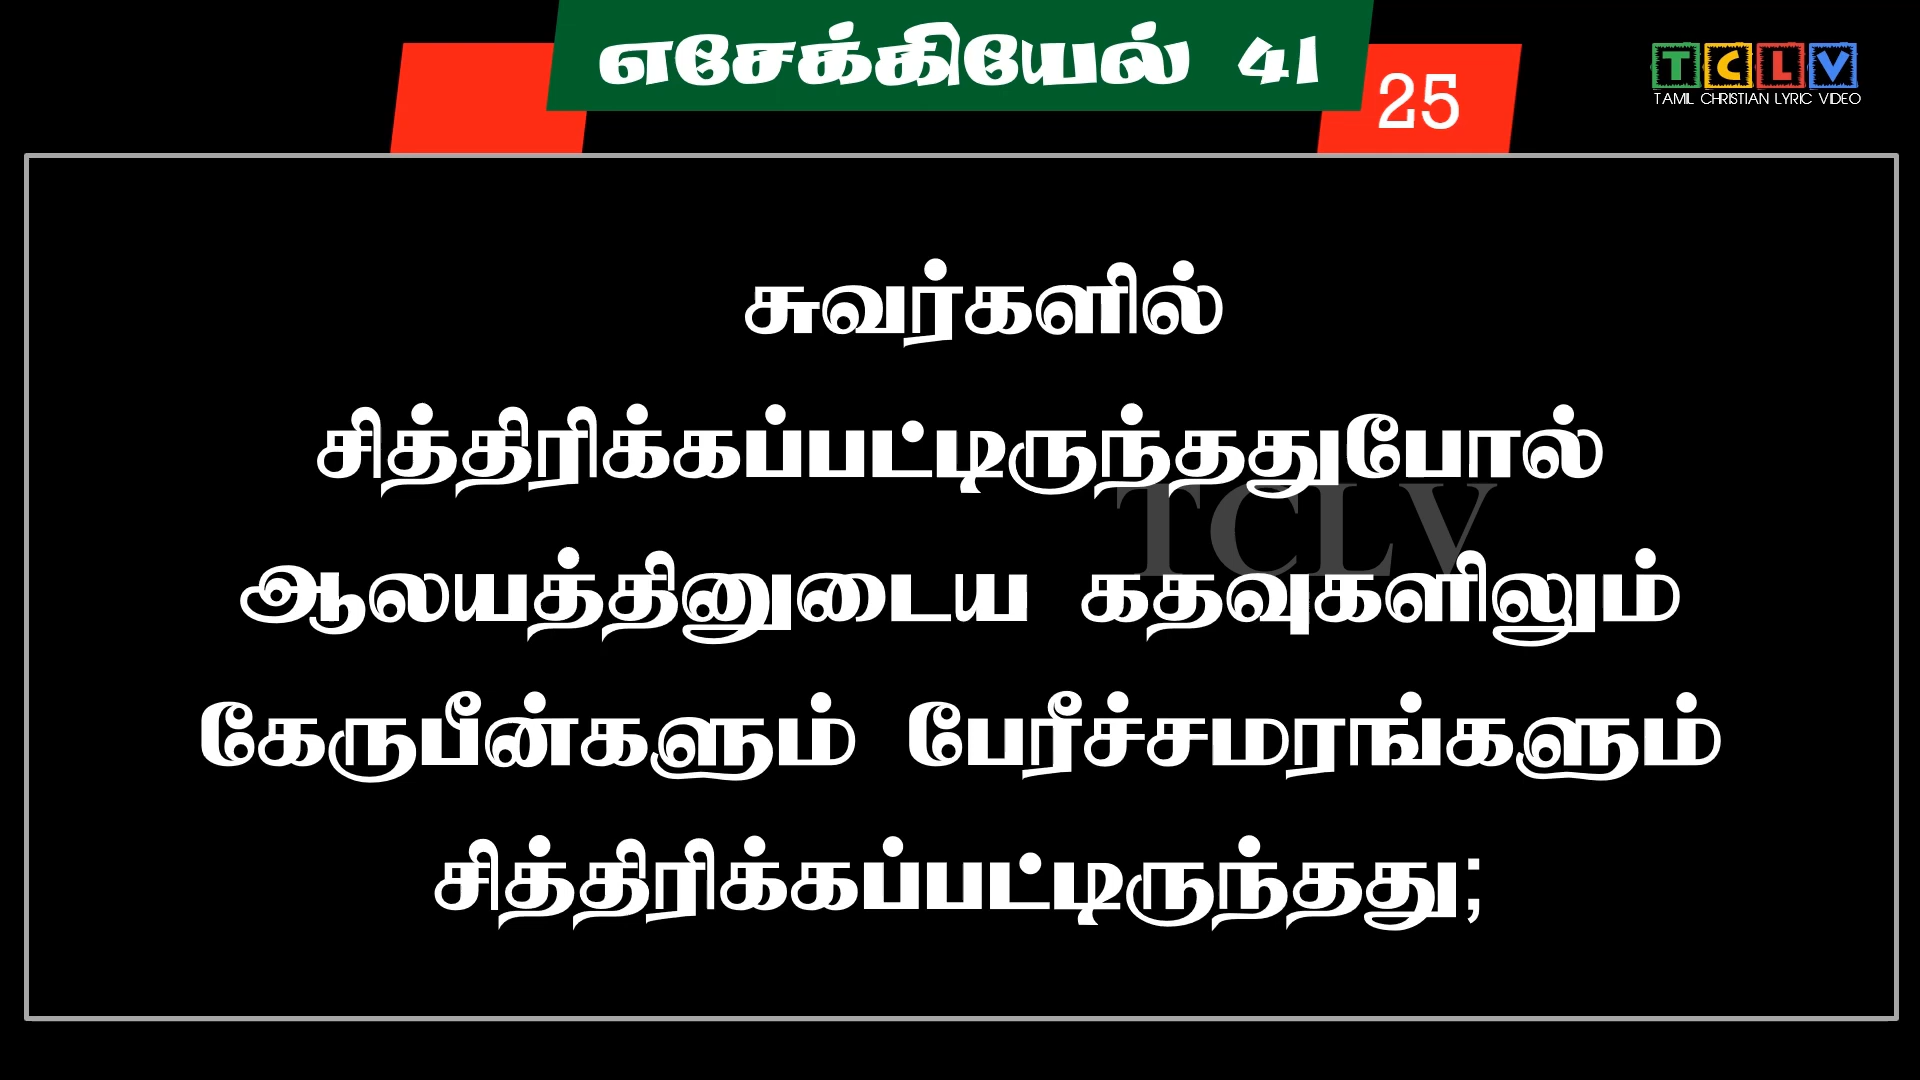 எசேக்கியேல் 41
25
TCLV
TAMIL CHRISTIAN LYRIC VIDEO
சுவர்களில்
சித்திரிக்கப்பட்டிருந்ததுபோல்
TCLV
ஆலயத்தினுடைய கதவுகளிலும்
கேருபீன்களும் பேரீச்சமரங்களும்
சித்திரிக்கப்பட்டிருந்தது;